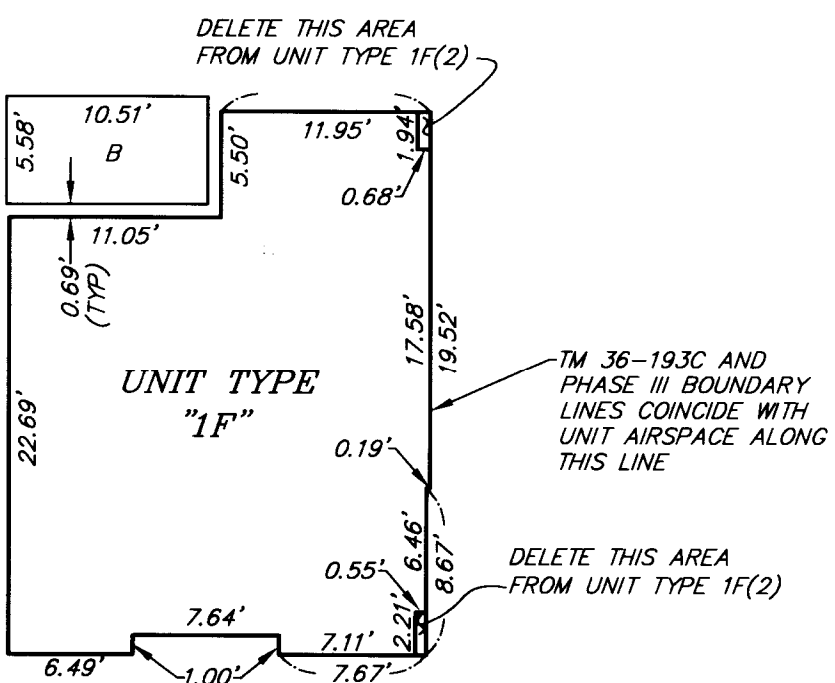 DELETE THIS AREA
FROM UNIT TYPE 1F(2)
10.51'
5.58'
B
11.95'
1.94'
5.50'
0.68'
11.05'
0.69'
(TYP)
17.58'
19.52'
TM 36-193C AND
PHASE III BOUNDARY
LINES COINCIDE WITH
UNIT AIRSPACE ALONG
THIS LINE
UNIT TYPE
"1F"
22.69'
0.19'
6.46'
8.67'
DELETE THIS AREA
FROM UNIT TYPE 1F(2)
0.55'
2.21'
7.64'
7.11'
6.49'
1.00'
7.67'